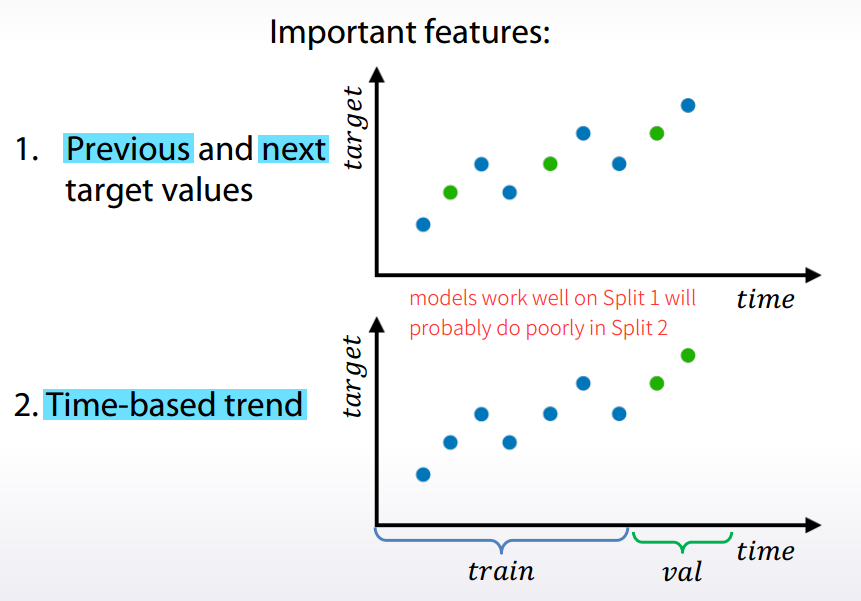 Important features:
1. Previous and next
target values
target
time
models work well on Split 1 will
probably do poorly in Split 2
2. Time-based trend
target
time
train
val